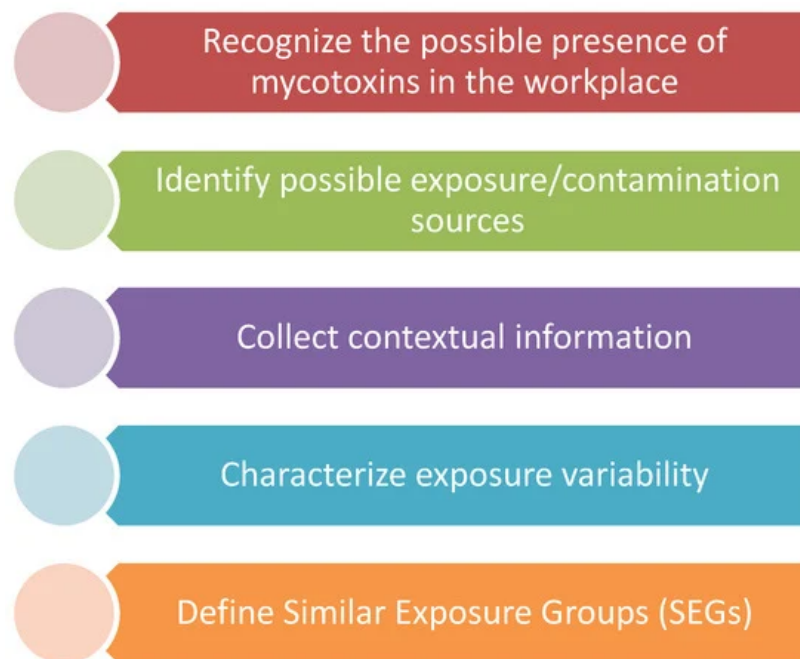 Recognize the possible presence of
mycotoxins in the workplace
Identify possible exposure/contamination
sources
Collect contextual information
Characterize exposure variability
Define Similar Exposure Groups (SEGs)